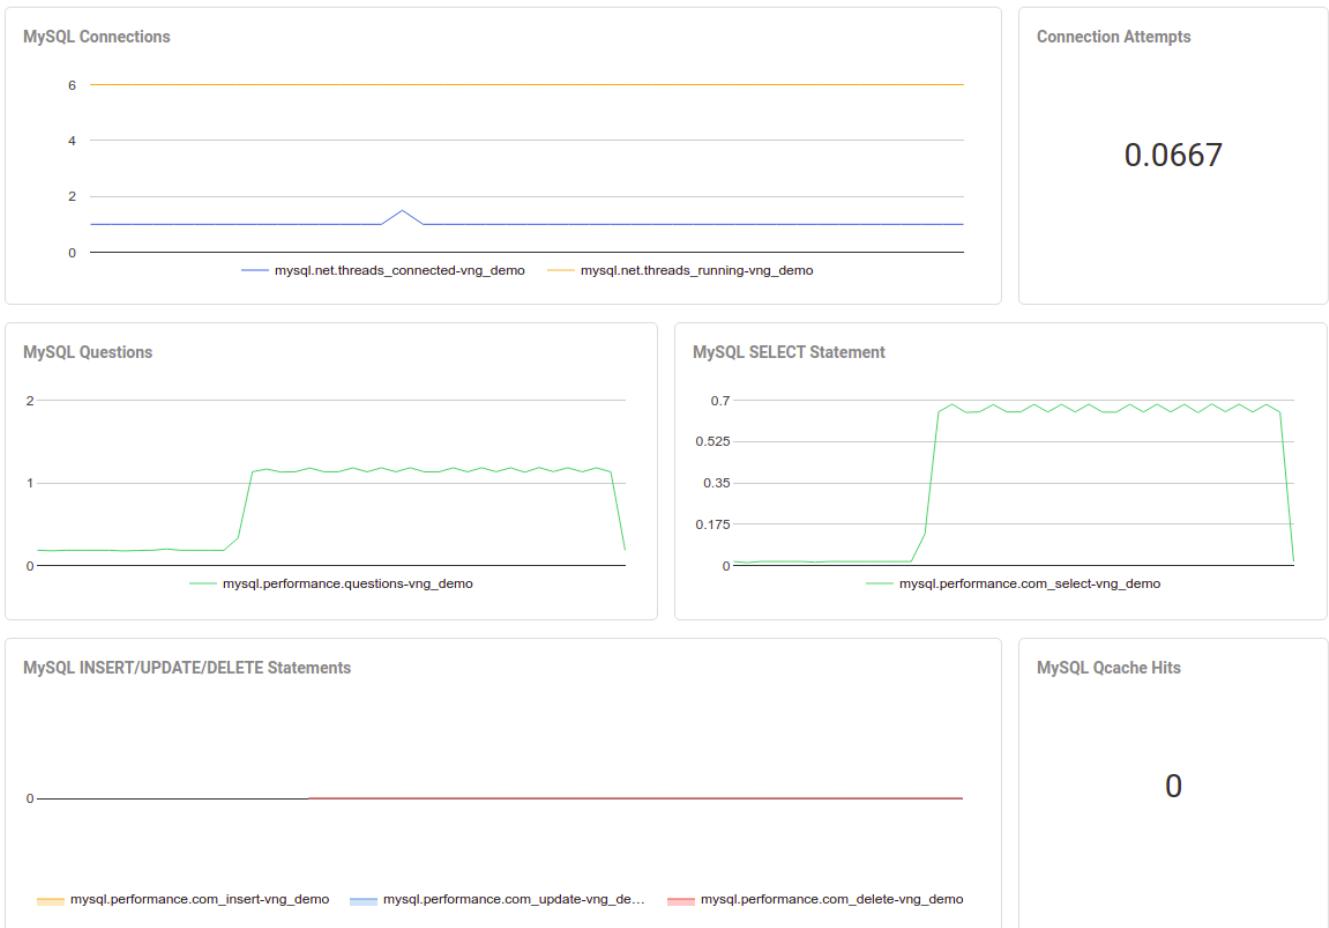 MySQL Connections
6
4
2
0
mysql.net.threads_connected-vng_demo mysql.net.threads_running-vng_demo
Connection Attempts
0.0667
MySQL Questions
2
1
0
mysql.performance.questions-vng_demo
MySQL SELECT Statement
0.7
0.525
0.35
0.175
0
mysql.performance.com_select-vng_demo
MySQL INSERT/UPDATE/DELETE Statements
0
mysql.performance.com_insert-vng_demo mysql.performance.com_update-vng_de... mysql.performance.com_delete-vng_demo
MySQL Qcache Hits
0